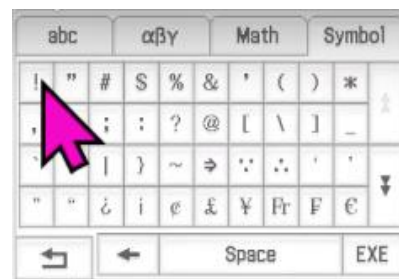 abc αβγ Math Symbol
! " # $ % & ' ( ) *
, ; : ? @ [ \ ] _
` | } ~ ⇒ ∵ ∴ ‘ ’
“ ¿ ¡ ¢ £ ¥ Fr ₣ €
Space EXE